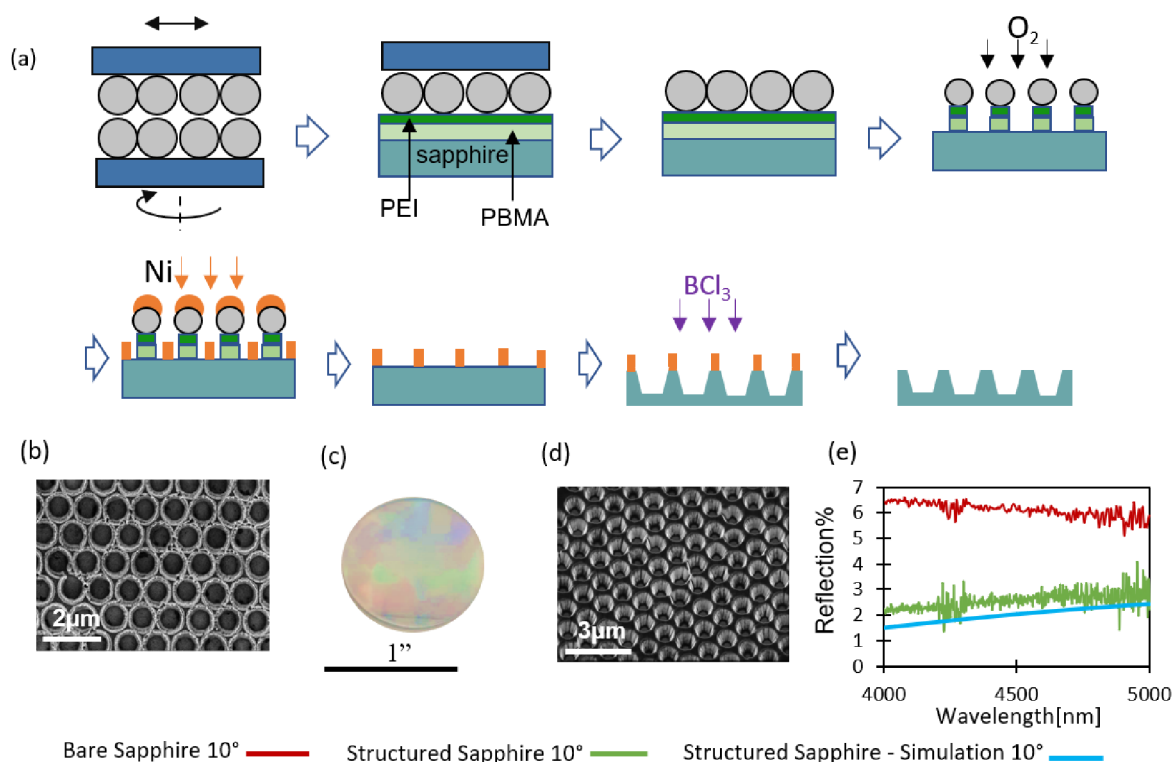 (a)
O₂
sapphire
PEI
PBMA
Ni
BCl₃
(b)
(c)
(d)
(e)
2μm
1”
3μm
Reflection%
7
6
5
4
3
2
1
0
4000 4500 5000
Wavelength[nm]
Bare Sapphire 10° Structured Sapphire 10° Structured Sapphire - Simulation 10°